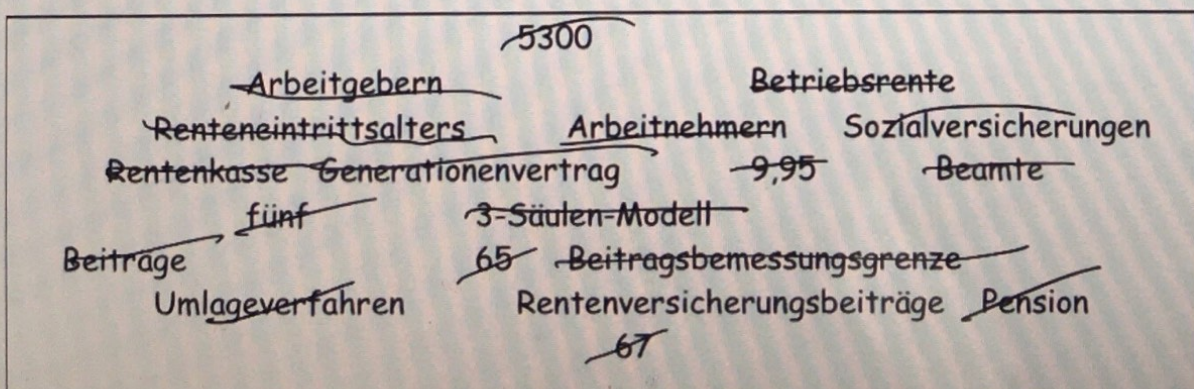 5300
Arbeitgebern Betriebsrente
Renteneintrittsalters Arbeitnehmern Sozialversicherungen
Rentenkasse Generationenvertrag 9,95 Beamte
fünf 3-Säulen-Modell
Beiträge 65 Beitragsbemessungsgrenze
Umlageverfahren Rentenversicherungsbeiträge Pension
67